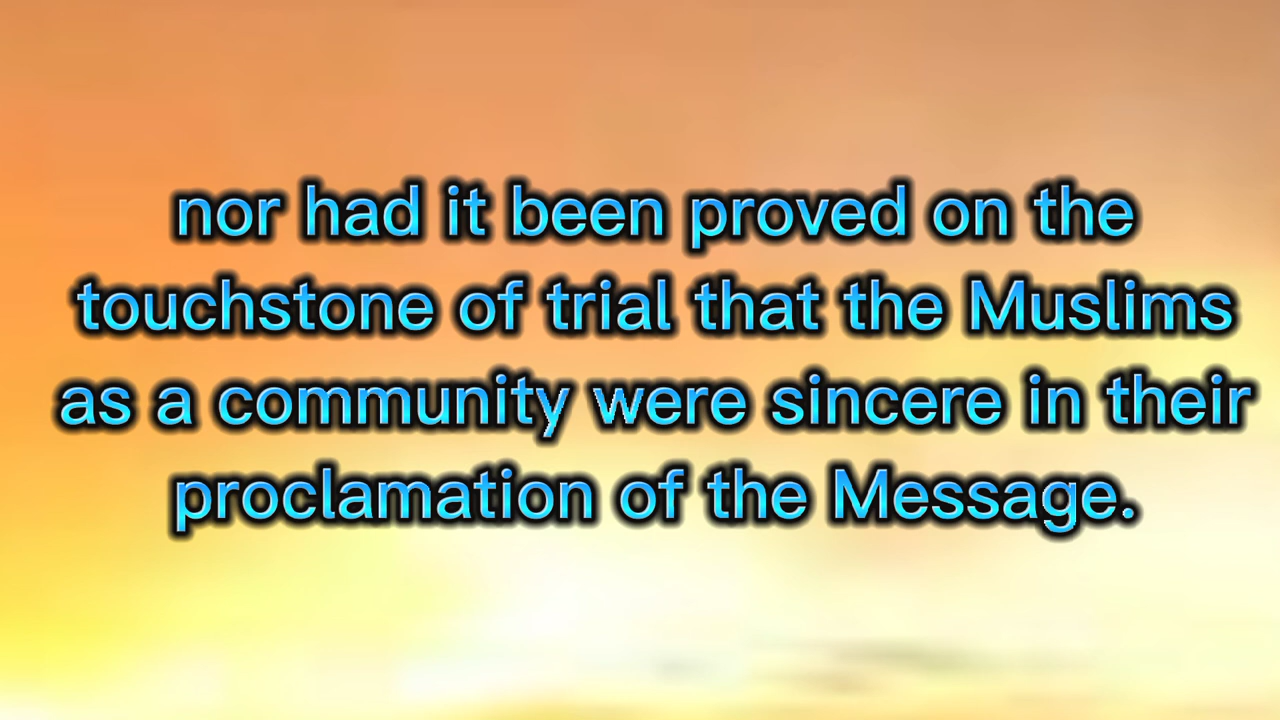 nor had it been proved on the
touchstone of trial that the Muslims
as a community were sincere in their
proclamation of the Message.